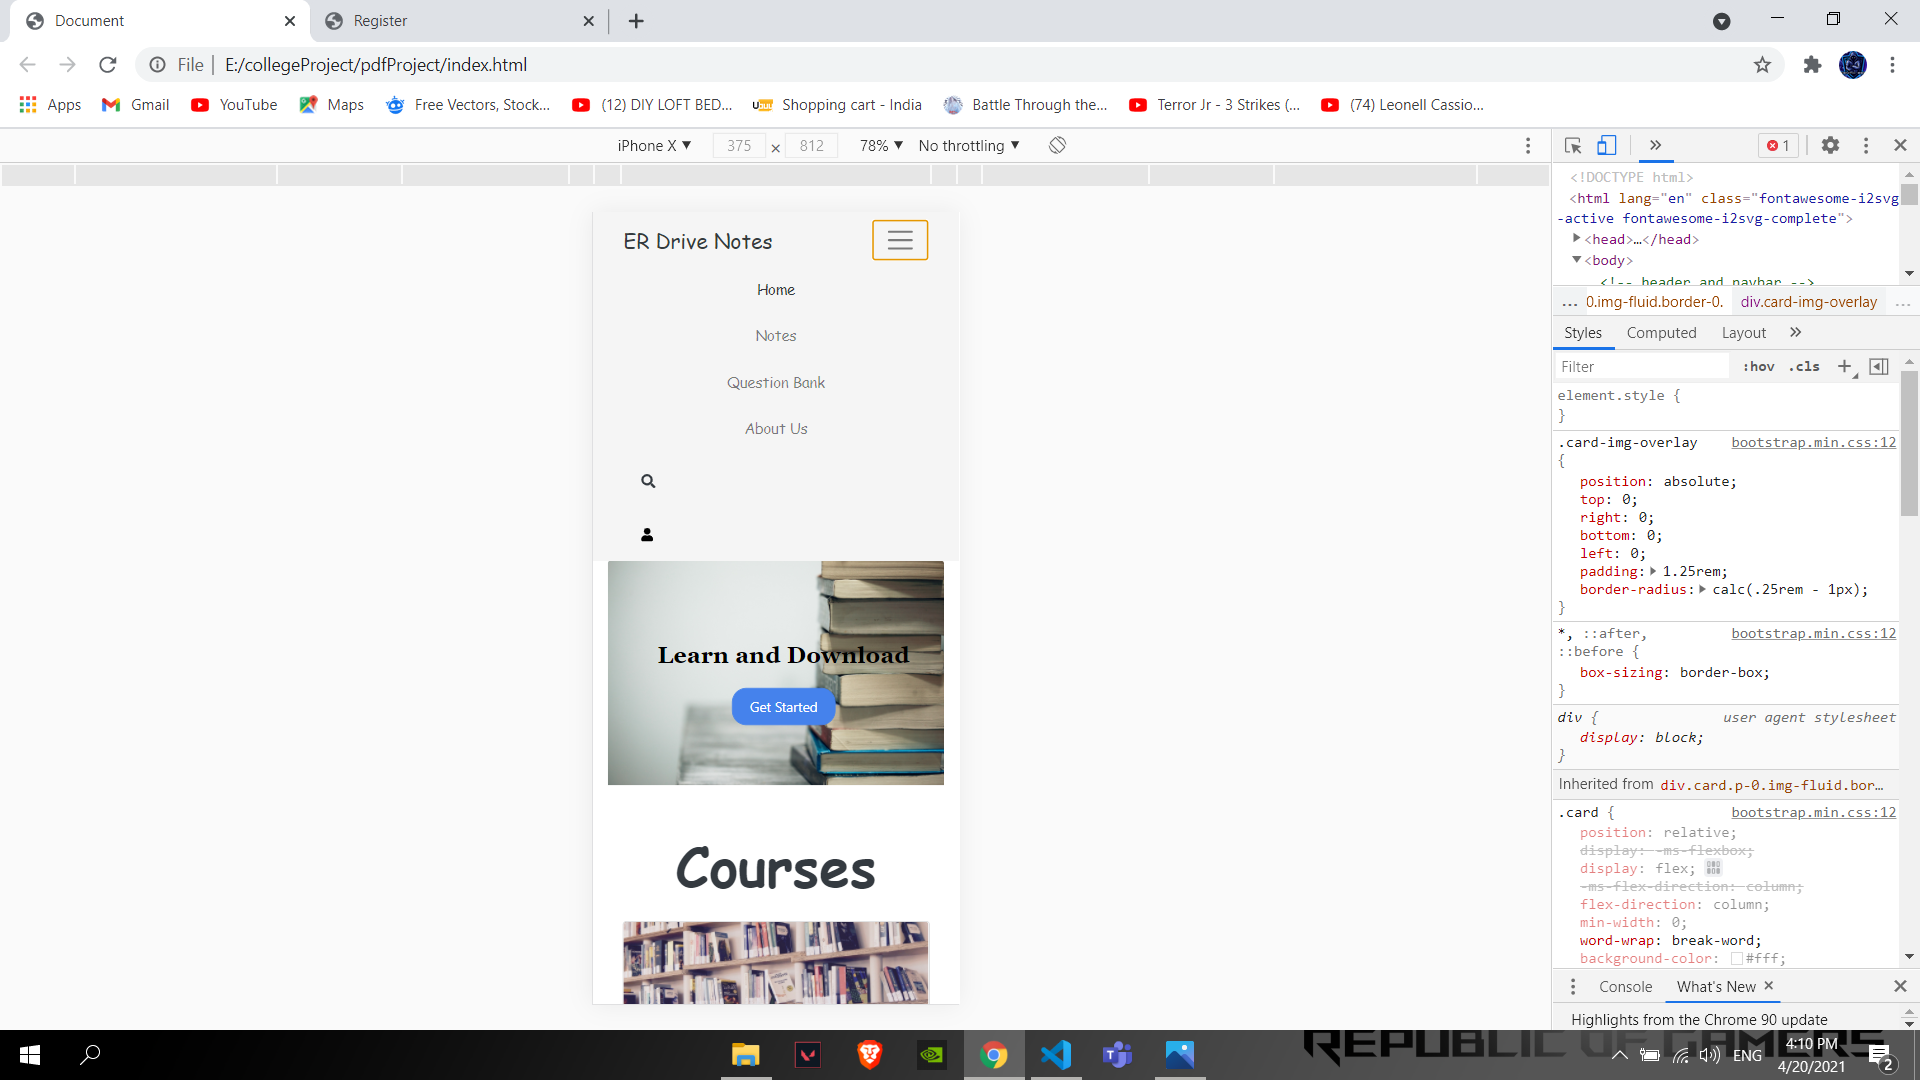 Document
Register
File
E:/collegeProject/pdfProject/index.html
Apps
Gmail
YouTube
Maps
Free Vectors, Stock...
(12) DIY LOFT BED...
Shopping cart - India
Battle Through the...
Terror Jr - 3 Strikes (...
(74) Leonell Cassio...
iPhone X ▼
375 × 812
78% ▼
No throttling ▼
1
<!DOCTYPE html>
<html lang="en" class="fontawesome-i2svg
-active fontawesome-i2svg-complete">
<head>…</head>
<body>
<!-- header and navbar -->
... 0.img-fluid.border-0. div.card-img-overlay ...
Styles Computed Layout
Filter :hov .cls
element.style {
}
.card-img-overlay bootstrap.min.css:12
{
position: absolute;
top: 0;
right: 0;
bottom: 0;
left: 0;
padding: 1.25rem;
border-radius: calc(.25rem - 1px);
}
*, ::after, bootstrap.min.css:12
::before {
box-sizing: border-box;
}
div { user agent stylesheet
display: block;
}
Inherited from div.card.p-0.img-fluid.bor…
.card { bootstrap.min.css:12
position: relative;
display: -ms-flexbox;
display: flex;
-ms-flex-direction: column;
flex-direction: column;
min-width: 0;
word-wrap: break-word;
background-color: #fff;
Console What's New
Highlights from the Chrome 90 update
ER Drive Notes
Home
Notes
Question Bank
About Us
Learn and Download
Get Started
Courses
REPUBLIC OF GAMERS
ENG
4:10 PM
4/20/2021
2